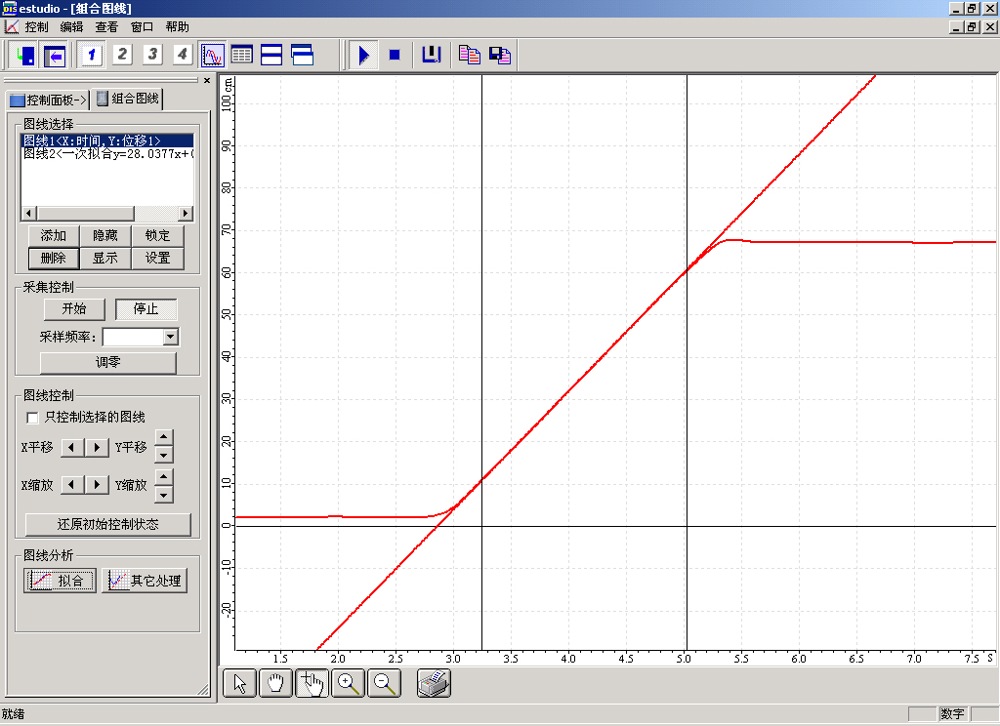 DIS estudio - [组合图线]
控制 编辑 查看 窗口 帮助
1 2 3 4
控制面板-> 组合图线
图线选择
图线1<X:时间,Y:位移1>
图线2<一次拟合y=28.0377x+(
添加 隐藏 锁定
删除 显示 设置
采集控制
开始 停止
采样频率:
调零
图线控制
只控制选择的图线
X平移 Y平移
X缩放 Y缩放
还原初始控制状态
图线分析
拟合 其它处理
cm
100
90
80
70
60
50
40
30
20
10
0
-10
-20
1.5 2.0 2.5 3.0 3.5 4.0 4.5 5.0 5.5 6.0 6.5 7.0 7.5 S
就绪 数字